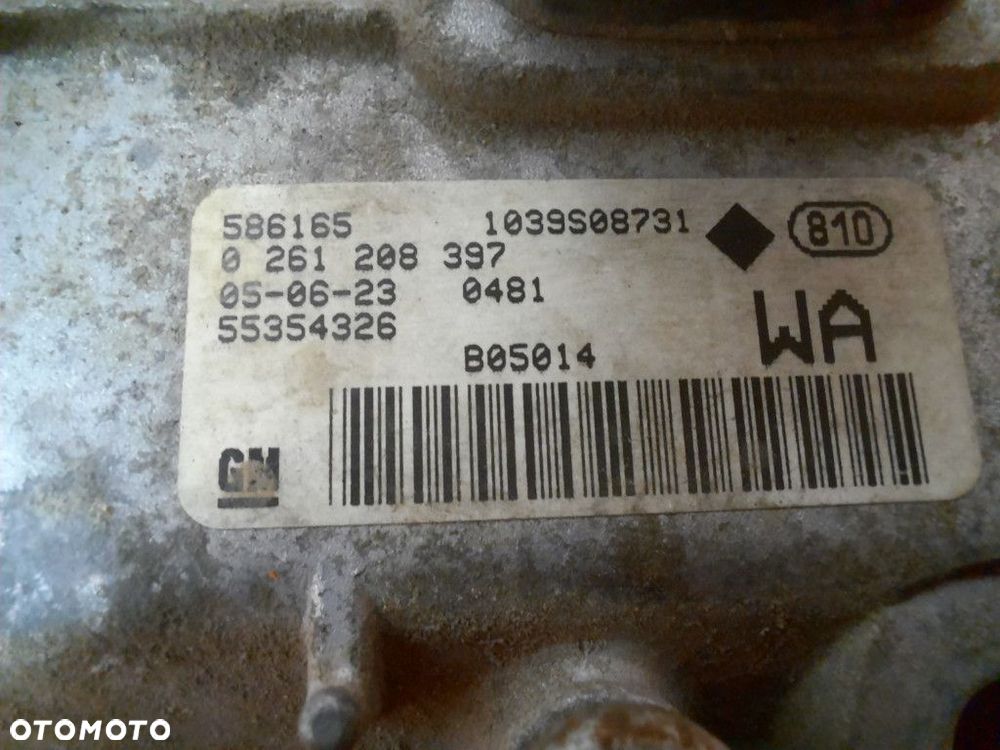 586165 1039S08731 810
0 261 208 397
05-06-23 0481
55354326 WA
B05014
GM
OTOMOTO